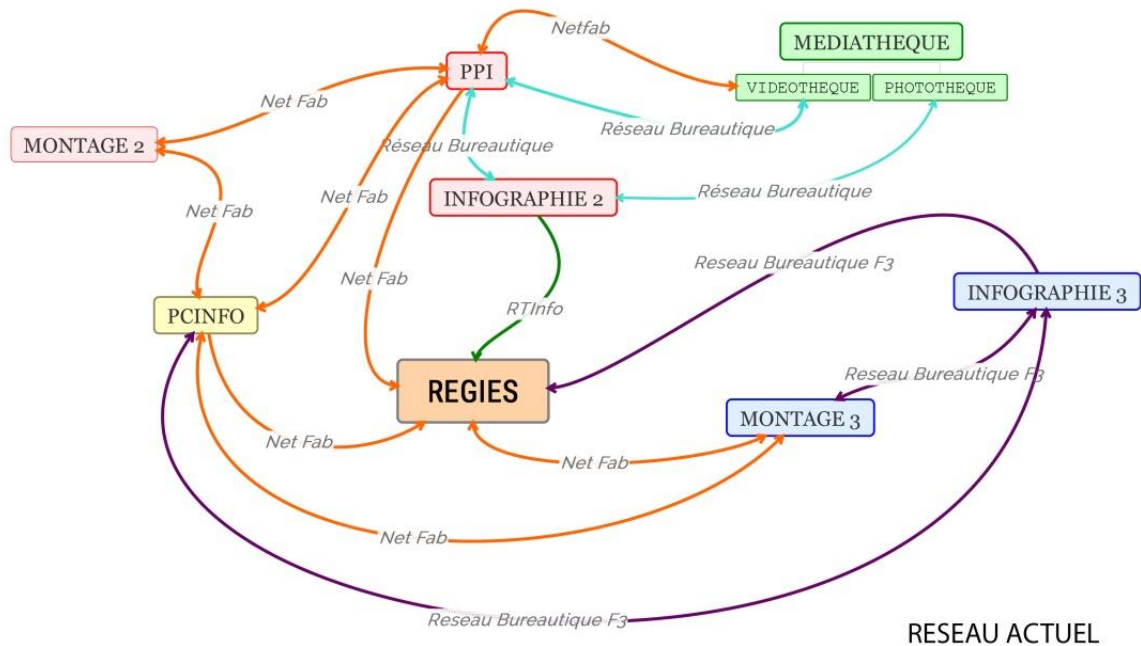 Netfab
MEDIATHEQUE
PPI
VIDEOTHEQUE
PHOTOTHEQUE
Net Fab
Réseau Bureautique
MONTAGE 2
Réseau Bureautique
Net Fab
Réseau Bureautique
INFOGRAPHIE 2
Net Fab
Net Fab
Reseau Bureautique F3
INFOGRAPHIE 3
PCINFO
RTInfo
REGIES
Reseau Bureautique F3
MONTAGE 3
Net Fab
Net Fab
Net Fab
Reseau Bureautique F3
RESEAU ACTUEL